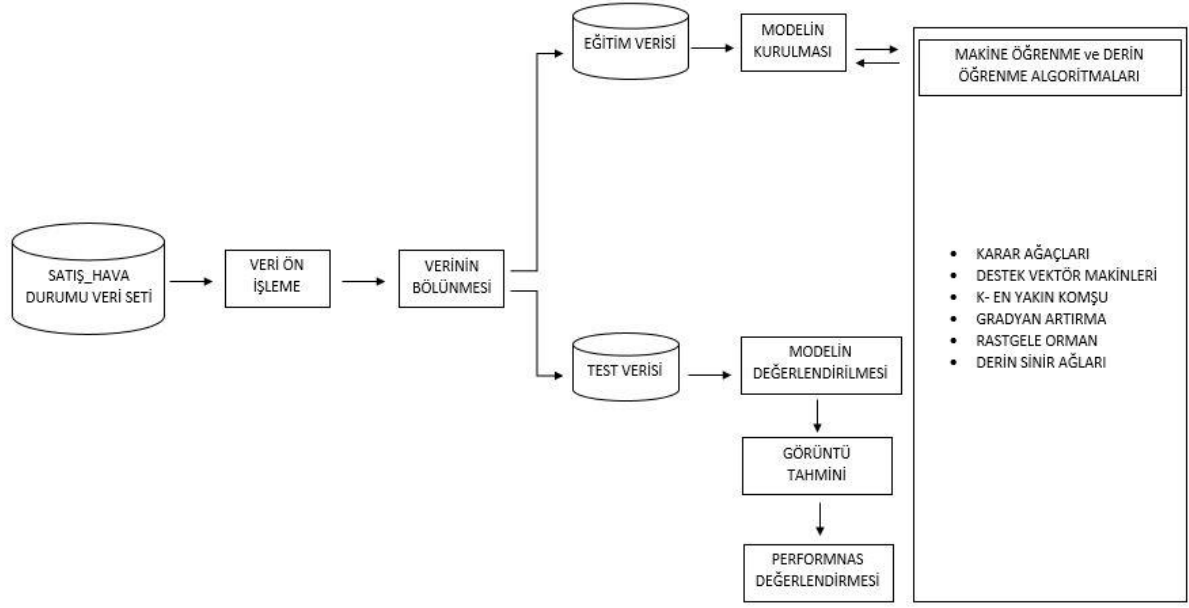 SATIŞ_HAVA
DURUMU VERİ SETİ
VERİ ÖN
İŞLEME
VERİNİN
BÖLÜNMESİ
EĞİTİM VERİSİ
MODELİN
KURULMASI
MAKİNE ÖĞRENME ve DERİN
ÖĞRENME ALGORİTMALARI
• KARAR AĞAÇLARI
• DESTEK VEKTÖR MAKİNLERİ
• K- EN YAKIN KOMŞU
• GRADYAN ARTIRMA
• RASTGELE ORMAN
• DERİN SİNİR AĞLARI
TEST VERİSİ
MODELİN
DEĞERLENDİRİLMESİ
GÖRÜNTÜ
TAHMİNİ
PERFORMNAS
DEĞERLENDİRMESİ